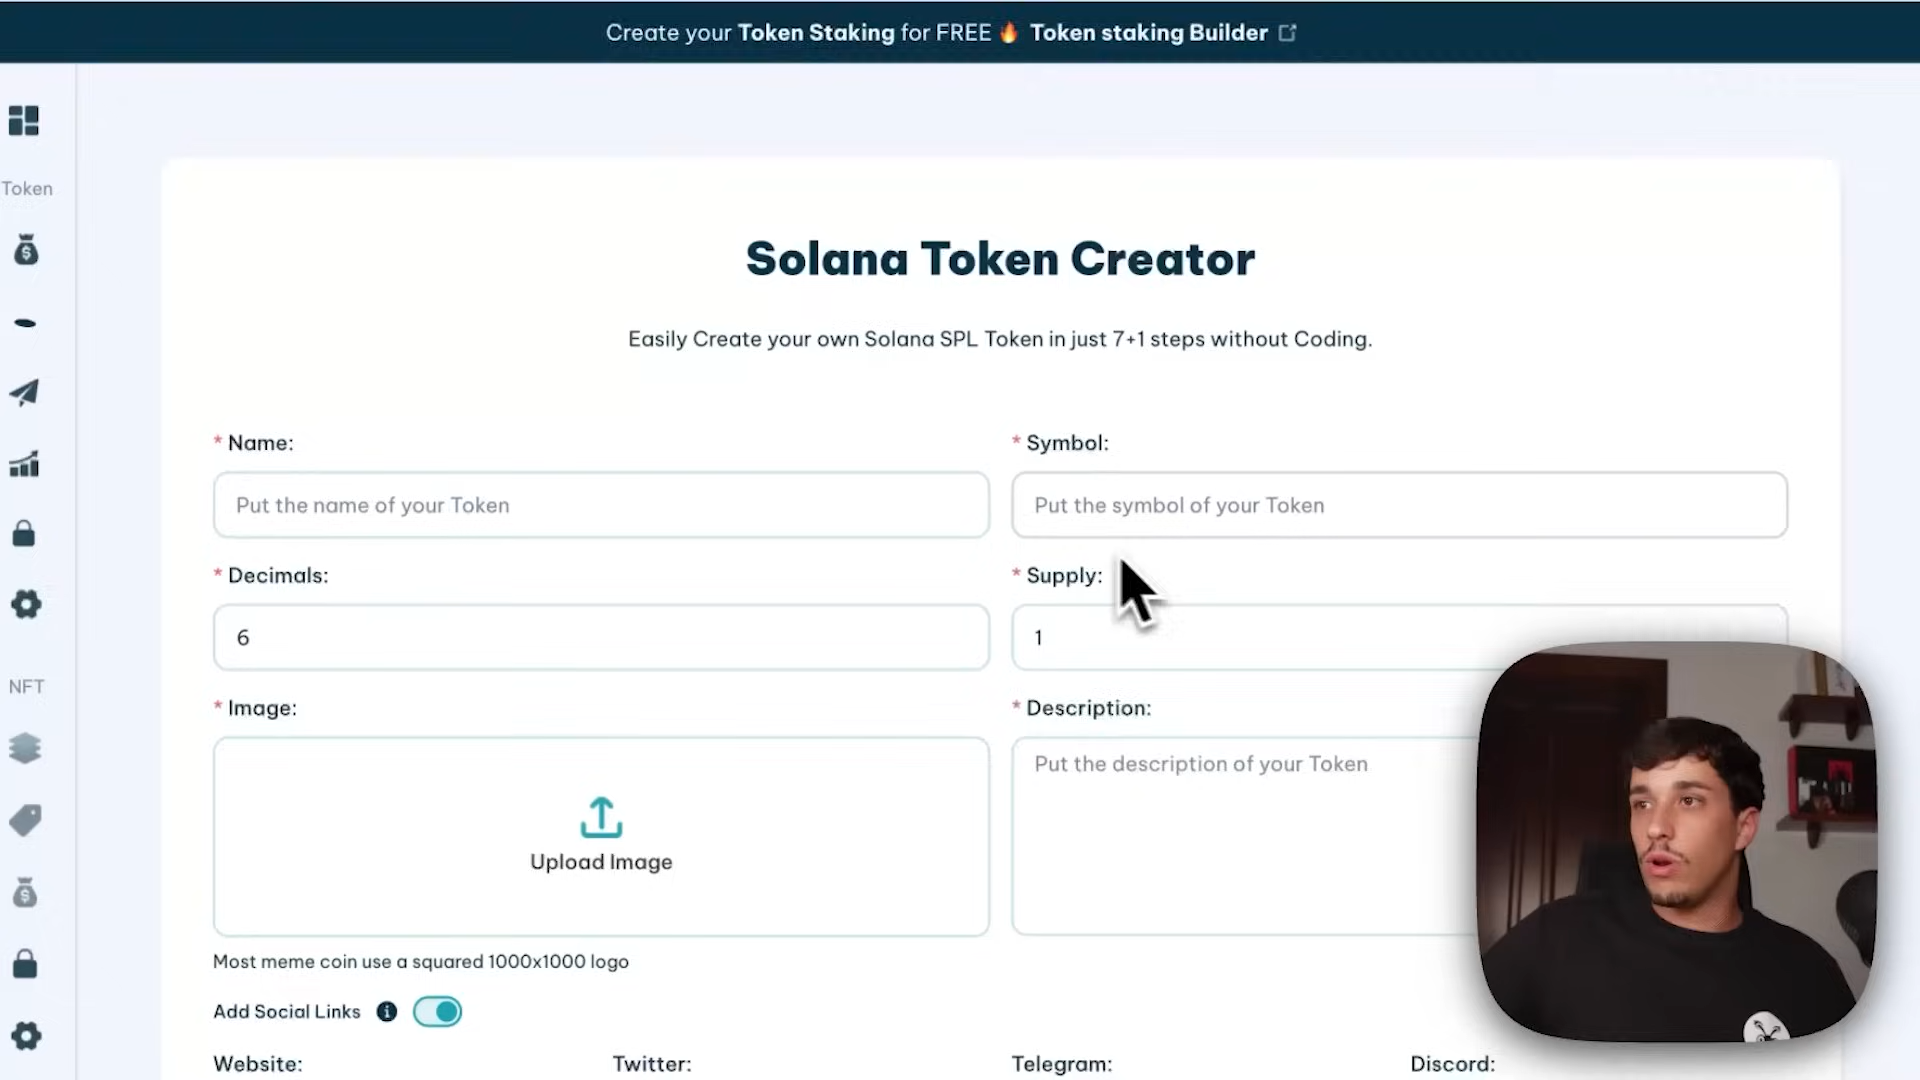 Create your Token Staking for FREE 🔥 Token staking Builder
Token
Solana Token Creator
Easily Create your own Solana SPL Token in just 7+1 steps without Coding.
* Name:
* Symbol:
Put the name of your Token
Put the symbol of your Token
* Decimals:
* Supply:
6
1
* Image:
* Description:
Put the description of your Token
Upload Image
Most meme coin use a squared 1000x1000 logo
Add Social Links
NFT
Website:
Twitter:
Telegram:
Discord: